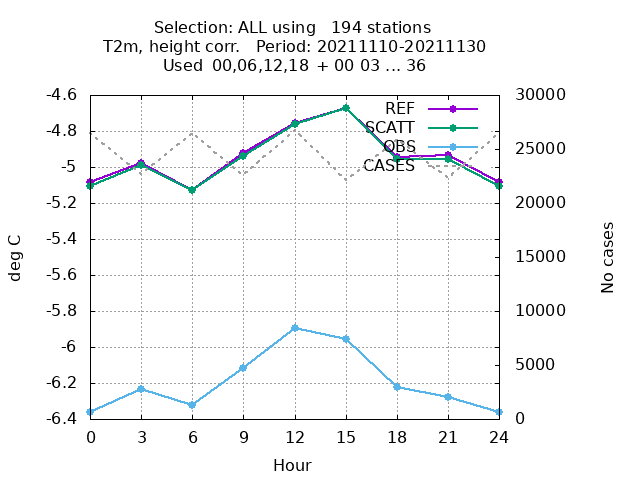 Selection: ALL using   194 stations
T2m, height corr.   Period: 20211110-20211130
Used  00,06,12,18  + 00 03 ... 36
-4.6
-4.8
-5
-5.2
-5.4
-5.6
-5.8
-6
-6.2
-6.4
deg C
REF
SCATT
OBS
CASES
30000
25000
20000
15000
10000
5000
0
No cases
0 3 6 9 12 15 18 21 24
Hour